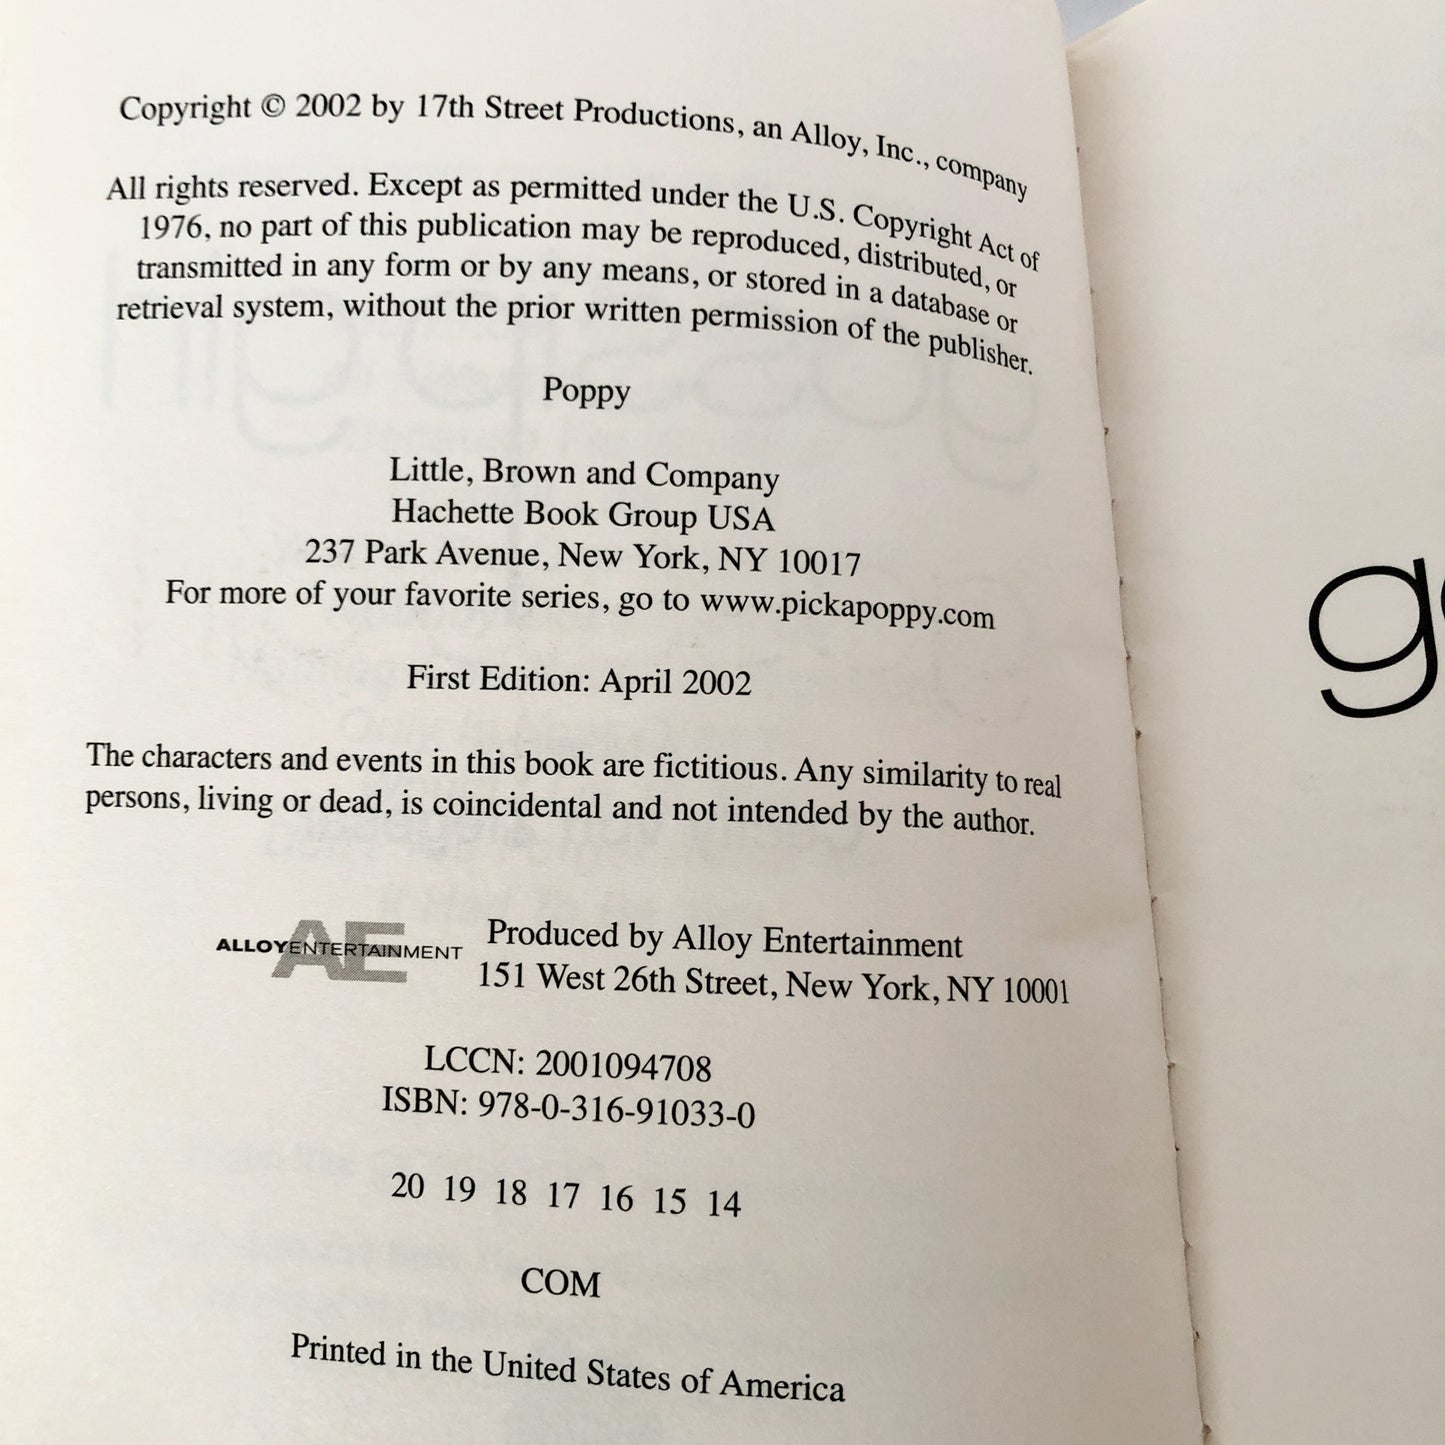 Copyright © 2002 by 17th Street Productions, an Alloy, Inc., company
All rights reserved. Except as permitted under the U.S. Copyright Act of
1976, no part of this publication may be reproduced, distributed, or
transmitted in any form or by any means, or stored in a database or
retrieval system, without the prior written permission of the publisher.
Poppy
Little, Brown and Company
Hachette Book Group USA
237 Park Avenue, New York, NY 10017
For more of your favorite series, go to www.pickapoppy.com
First Edition: April 2002
The characters and events in this book are fictitious. Any similarity to real
persons, living or dead, is coincidental and not intended by the author.
AE
ALLOYENTERTAINMENT
Produced by Alloy Entertainment
151 West 26th Street, New York, NY 10001
LCCN: 2001094708
ISBN: 978-0-316-91033-0
20 19 18 17 16 15 14
COM
Printed in the United States of America
g